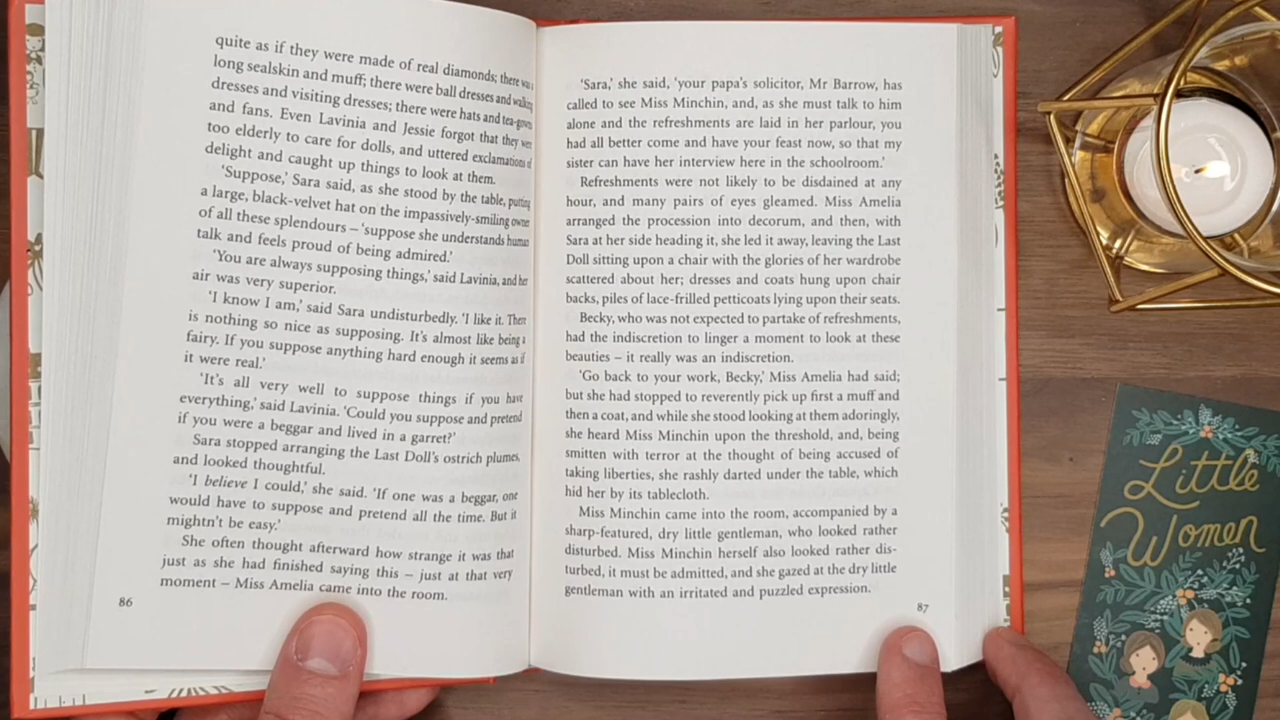 quite as if they were made of real diamonds; there was a
long sealskin and muff; there were ball dresses and walking
dresses and visiting dresses; there were hats and tea-gowns
and fans. Even Lavinia and Jessie forgot that they were
too elderly to care for dolls, and uttered exclamations of
delight and caught up things to look at them.
‘Suppose,’ Sara said, as she stood by the table, putting
a large, black-velvet hat on the impassively-smiling owner
of all these splendours – ‘suppose she understands human
talk and feels proud of being admired.’
‘You are always supposing things,’ said Lavinia, and her
air was very superior.
‘I know I am,’ said Sara undisturbedly. ‘I like it. There
is nothing so nice as supposing. It’s almost like being a
fairy. If you suppose anything hard enough it seems as if
it were real.’
‘It’s all very well to suppose things if you have
everything,’ said Lavinia. ‘Could you suppose and pretend
if you were a beggar and lived in a garret?’
Sara stopped arranging the Last Doll’s ostrich plumes,
and looked thoughtful.
‘I believe I could,’ she said. ‘If one was a beggar, one
would have to suppose and pretend all the time. But it
mightn’t be easy.’
She often thought afterward how strange it was that
just as she had finished saying this – just at that very
moment – Miss Amelia came into the room.
86
‘Sara,’ she said, ‘your papa’s solicitor, Mr Barrow, has
called to see Miss Minchin, and, as she must talk to him
alone and the refreshments are laid in her parlour, you
had all better come and have your feast now, so that my
sister can have her interview here in the schoolroom.’
Refreshments were not likely to be disdained at any
hour, and many pairs of eyes gleamed. Miss Amelia
arranged the procession into decorum, and then, with
Sara at her side heading it, she led it away, leaving the Last
Doll sitting upon a chair with the glories of her wardrobe
scattered about her; dresses and coats hung upon chair
backs, piles of lace-frilled petticoats lying upon their seats.
Becky, who was not expected to partake of refreshments,
had the indiscretion to linger a moment to look at these
beauties – it really was an indiscretion.
‘Go back to your work, Becky,’ Miss Amelia had said;
but she had stopped to reverently pick up first a muff and
then a coat, and while she stood looking at them adoringly,
she heard Miss Minchin upon the threshold, and, being
smitten with terror at the thought of being accused of
taking liberties, she rashly darted under the table, which
hid her by its tablecloth.
Miss Minchin came into the room, accompanied by a
sharp-featured, dry little gentleman, who looked rather
disturbed. Miss Minchin herself also looked rather dis-
turbed, it must be admitted, and she gazed at the dry little
gentleman with an irritated and puzzled expression.
87
Little
Women